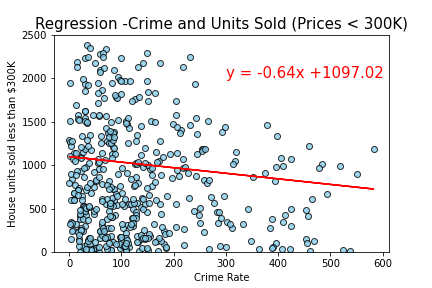 Regression -Crime and Units Sold (Prices < 300K)
2500
2000
1500
1000
500
0
House units sold less than $300K
y = -0.64x +1097.02
0 100 200 300 400 500 600
Crime Rate